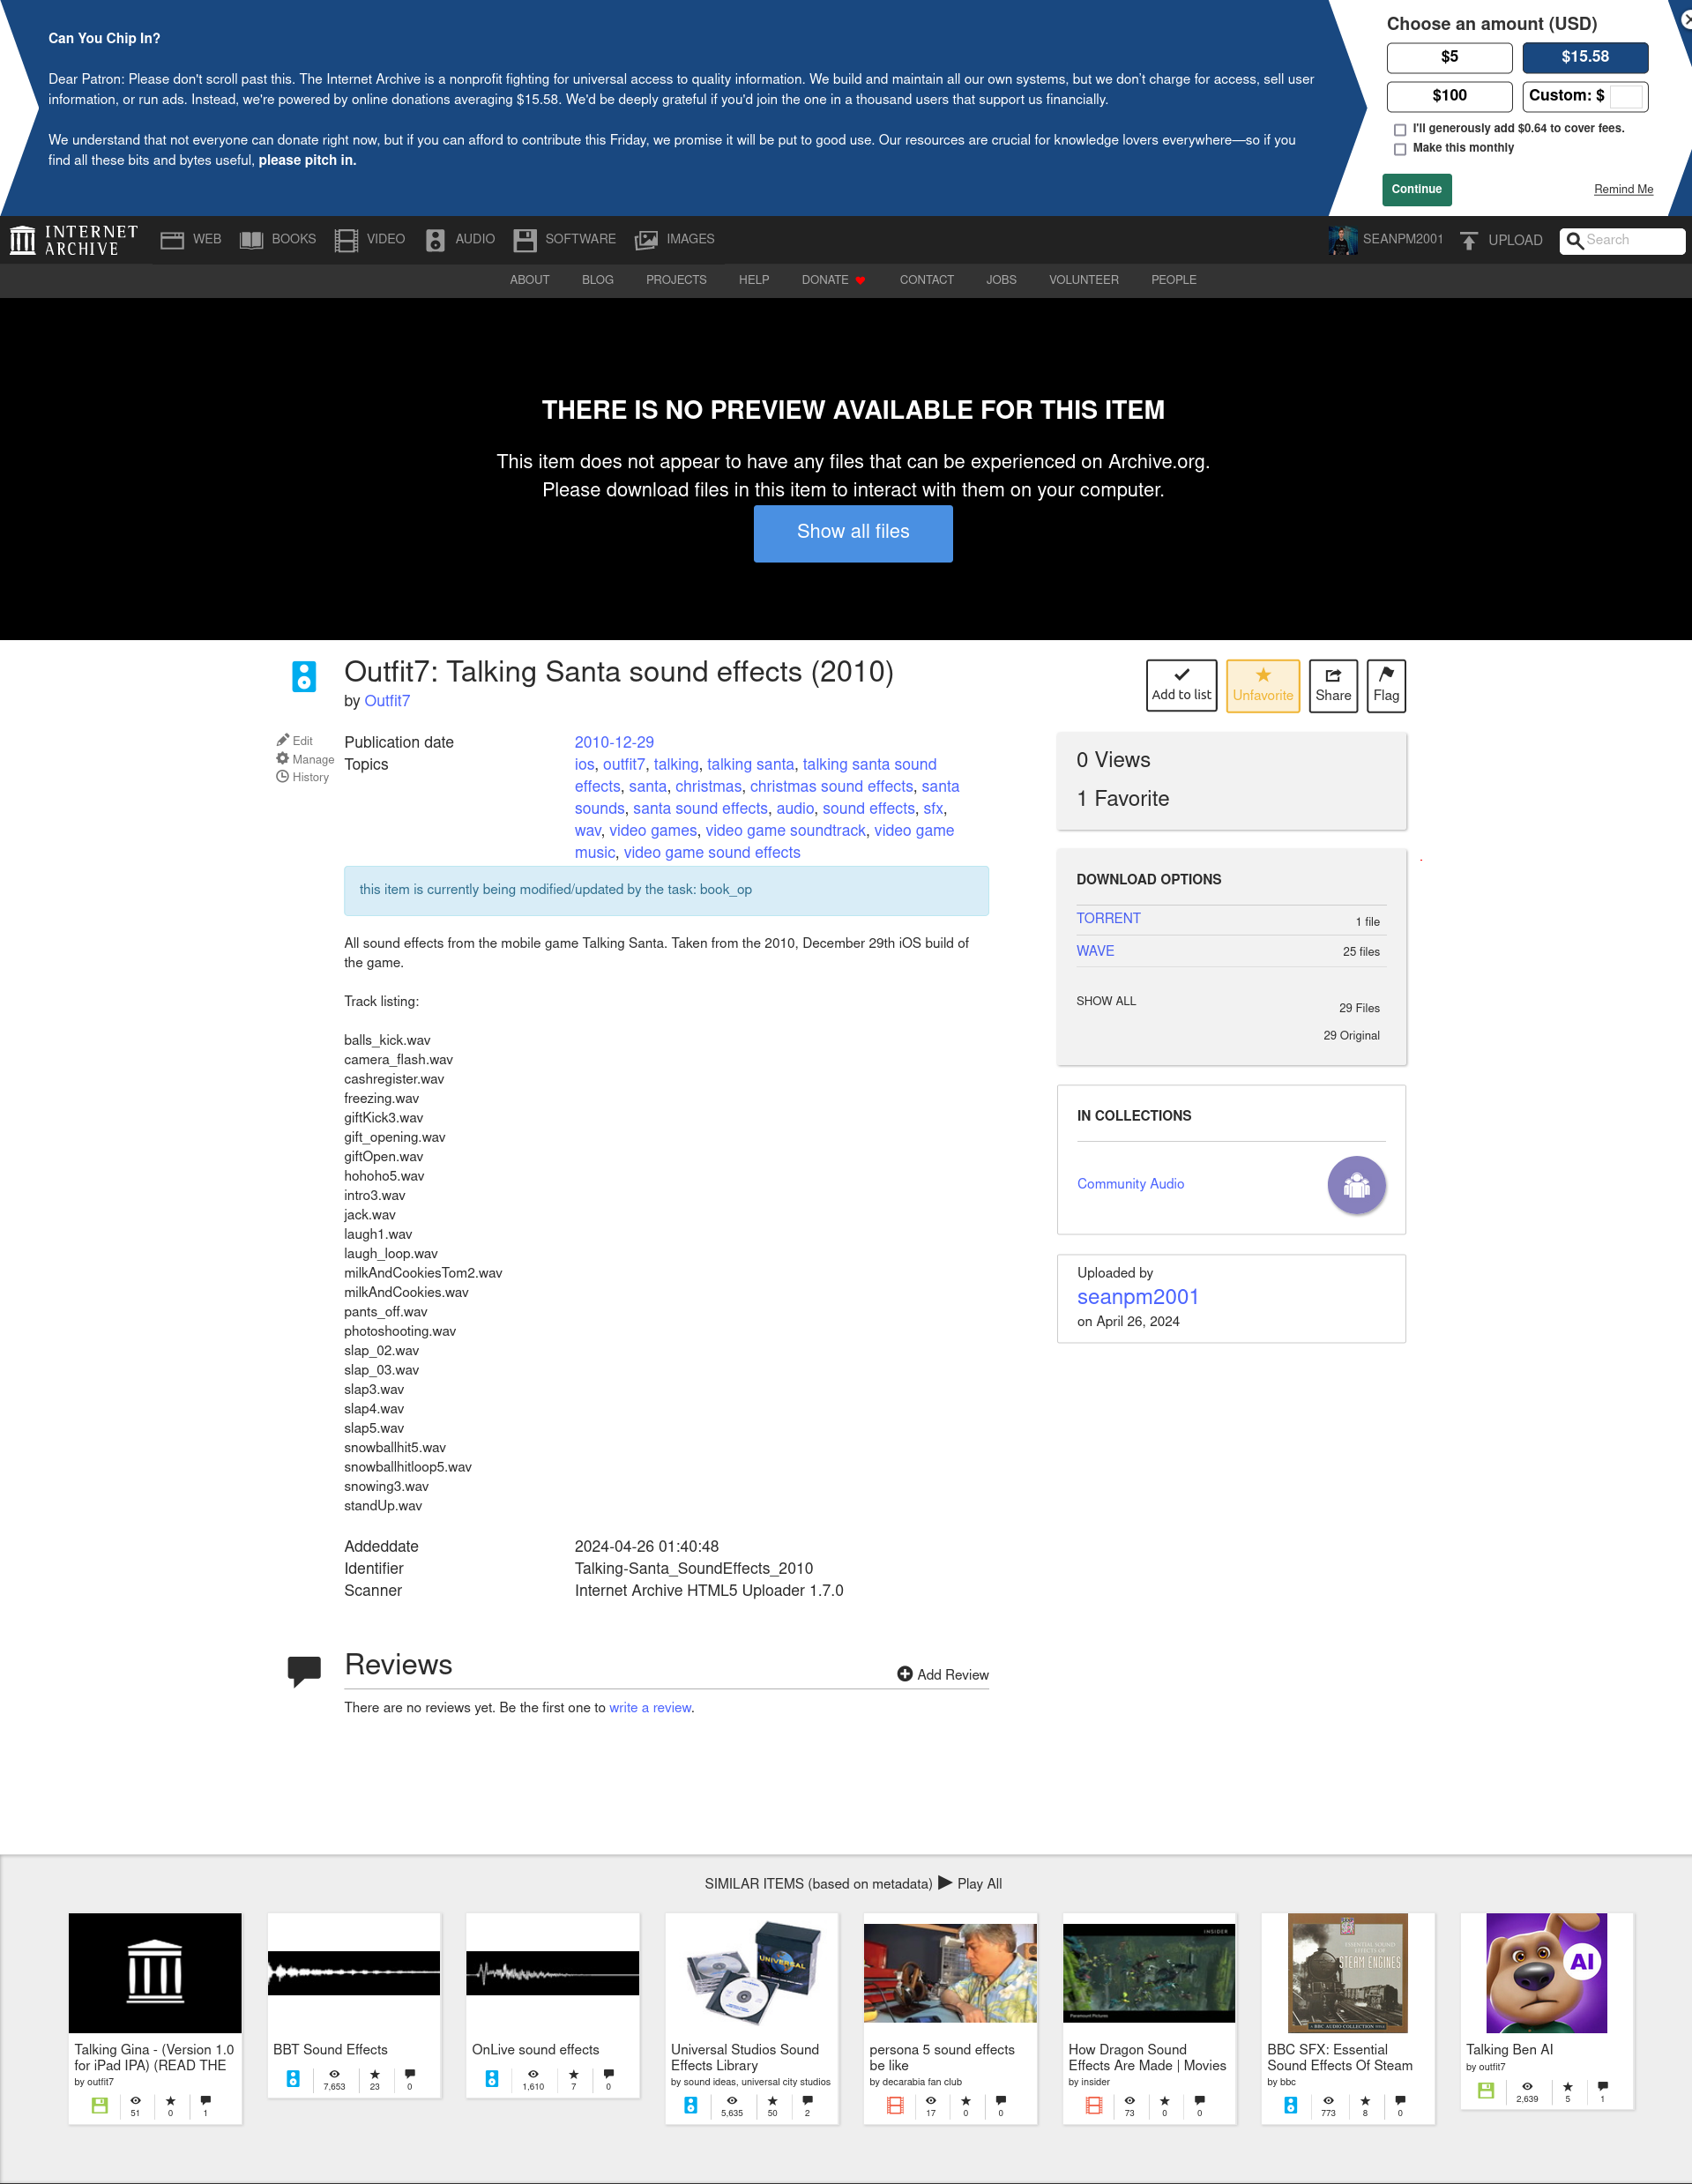 Can You Chip In?
Dear Patron: Please don't scroll past this. The Internet Archive is a nonprofit fighting for universal access to quality information. We build and maintain all our own systems, but we don’t charge for access, sell user
information, or run ads. Instead, we're powered by online donations averaging $15.58. We'd be deeply grateful if you'd join the one in a thousand users that support us financially.
We understand that not everyone can donate right now, but if you can afford to contribute this Friday, we promise it will be put to good use. Our resources are crucial for knowledge lovers everywhere—so if you
find all these bits and bytes useful, please pitch in.
Choose an amount (USD)
$5
$15.58
$100
Custom: $
I'll generously add $0.64 to cover fees.
Make this monthly
Continue
Remind Me
INTERNET
ARCHIVE
WEB
BOOKS
VIDEO
AUDIO
SOFTWARE
IMAGES
SEANPM2001
UPLOAD
Search
ABOUT
BLOG
PROJECTS
HELP
DONATE
CONTACT
JOBS
VOLUNTEER
PEOPLE
THERE IS NO PREVIEW AVAILABLE FOR THIS ITEM
This item does not appear to have any files that can be experienced on Archive.org.
Please download files in this item to interact with them on your computer.
Show all files
Outfit7: Talking Santa sound effects (2010)
by Outfit7
Add to list
Unfavorite
Share
Flag
Edit
Manage
History
Publication date 2010-12-29
Topics ios, outfit7, talking, talking santa, talking santa sound
effects, santa, christmas, christmas sound effects, santa
sounds, santa sound effects, audio, sound effects, sfx,
wav, video games, video game soundtrack, video game
music, video game sound effects
this item is currently being modified/updated by the task: book_op
All sound effects from the mobile game Talking Santa. Taken from the 2010, December 29th iOS build of
the game.
Track listing:
balls_kick.wav
camera_flash.wav
cashregister.wav
freezing.wav
giftKick3.wav
gift_opening.wav
giftOpen.wav
hohoho5.wav
intro3.wav
jack.wav
laugh1.wav
laugh_loop.wav
milkAndCookiesTom2.wav
milkAndCookies.wav
pants_off.wav
photoshooting.wav
slap_02.wav
slap_03.wav
slap3.wav
slap4.wav
slap5.wav
snowballhit5.wav
snowballhitloop5.wav
snowing3.wav
standUp.wav
Addeddate 2024-04-26 01:40:48
Identifier Talking-Santa_SoundEffects_2010
Scanner Internet Archive HTML5 Uploader 1.7.0
0 Views
1 Favorite
DOWNLOAD OPTIONS
TORRENT 1 file
WAVE 25 files
SHOW ALL 29 Files
29 Original
IN COLLECTIONS
Community Audio
Uploaded by
seanpm2001
on April 26, 2024
Reviews
Add Review
There are no reviews yet. Be the first one to write a review.
SIMILAR ITEMS (based on metadata) Play All
Talking Gina - (Version 1.0
for iPad IPA) (READ THE
by outfit7
51 0 1
BBT Sound Effects
7,653 23 0
OnLive sound effects
1,610 7 0
UNIVERSAL
Universal Studios Sound
Effects Library
by sound ideas, universal city studios
5,635 50 2
persona 5 sound effects
be like
by decarabia fan club
17 0 0
INSIDER
Paramount Pictures
How Dragon Sound
Effects Are Made | Movies
by insider
73 0 0
ESSENTIAL SOUND
EFFECTS OF
STEAM ENGINES
BBC AUDIO COLLECTION
BBC SFX: Essential
Sound Effects Of Steam
by bbc
773 8 0
AI
Talking Ben AI
by outfit7
2,639 5 1